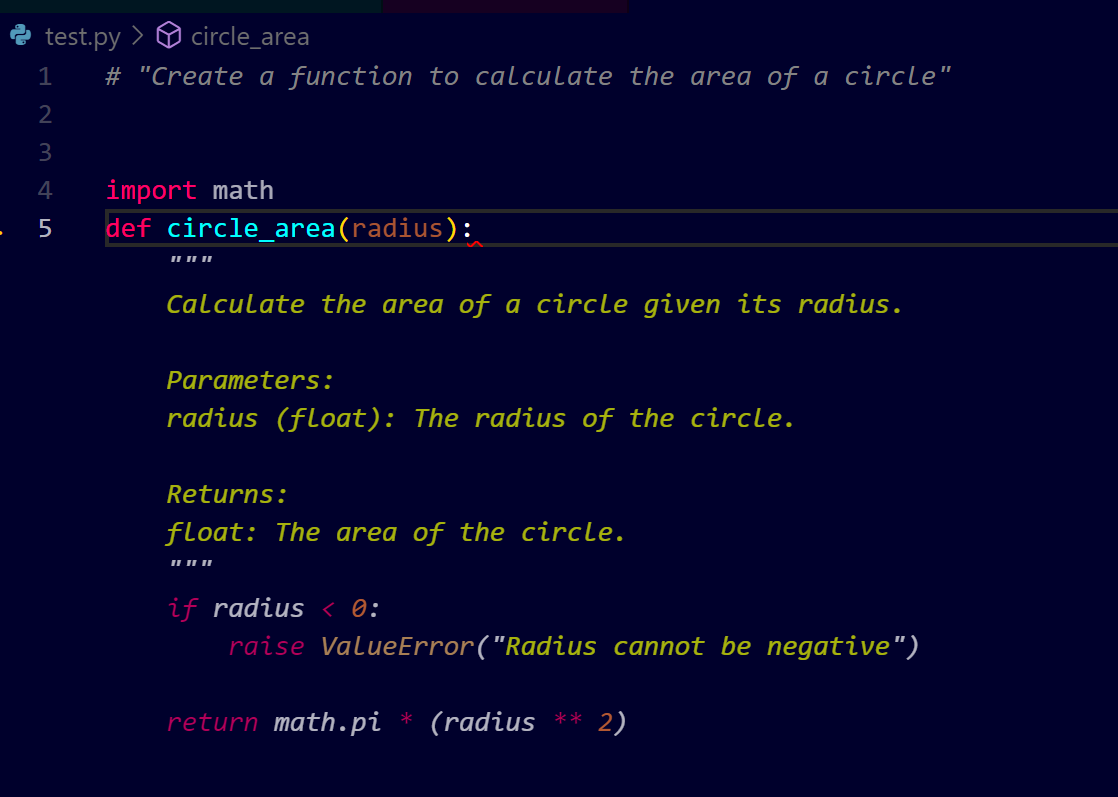 test.py > circle_area
1 # "Create a function to calculate the area of a circle"
2
3
4 import math
5 def circle_area(radius):
    """
    Calculate the area of a circle given its radius.

    Parameters:
    radius (float): The radius of the circle.

    Returns:
    float: The area of the circle.
    """
    if radius < 0:
        raise ValueError("Radius cannot be negative")

    return math.pi * (radius ** 2)